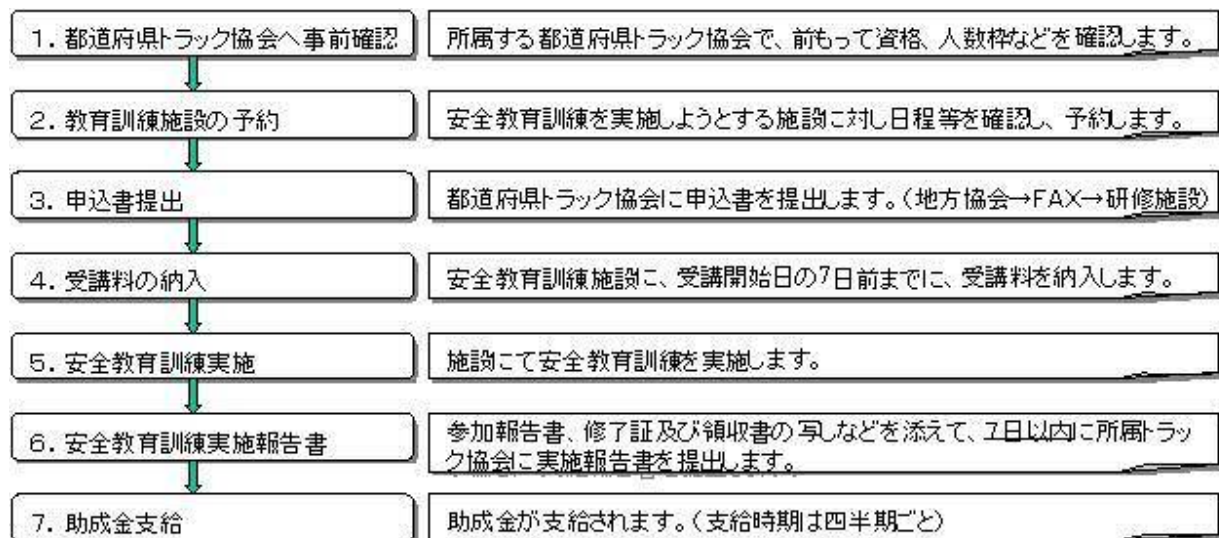 1. 都道府県トラック協会へ事前確認
所属する都道府県トラック協会で、前もって資格、人数枠などを確認します。
2. 教育訓練施設の予約
安全教育訓練を実施しようとする施設に対し日程等を確認し、予約します。
3. 申込書提出
都道府県トラック協会に申込書を提出します。(地方協会→FAX→研修施設)
4. 受講料の納入
安全教育訓練施設に、受講開始日の7日前までに、受講料を納入します。
5. 安全教育訓練実施
施設にて安全教育訓練を実施します。
6. 安全教育訓練実施報告書
参加報告書、修了証及び領収書の写しなどを添えて、7日以内に所属トラッ
ク協会に実施報告書を提出します。
7. 助成金支給
助成金が支給されます。(支給時期は四半期ごと)